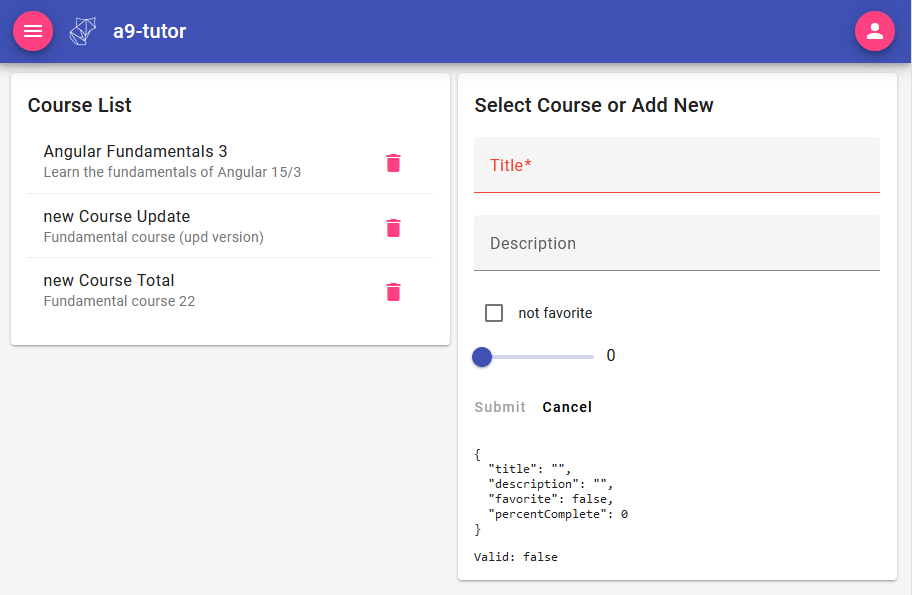 a9-tutor
Course List
Angular Fundamentals 3
Learn the fundamentals of Angular 15/3
new Course Update
Fundamental course (upd version)
new Course Total
Fundamental course 22
Select Course or Add New
Title*
Description
not favorite
0
Submit Cancel
{
  "title": "",
  "description": "",
  "favorite": false,
  "percentComplete": 0
}
Valid: false